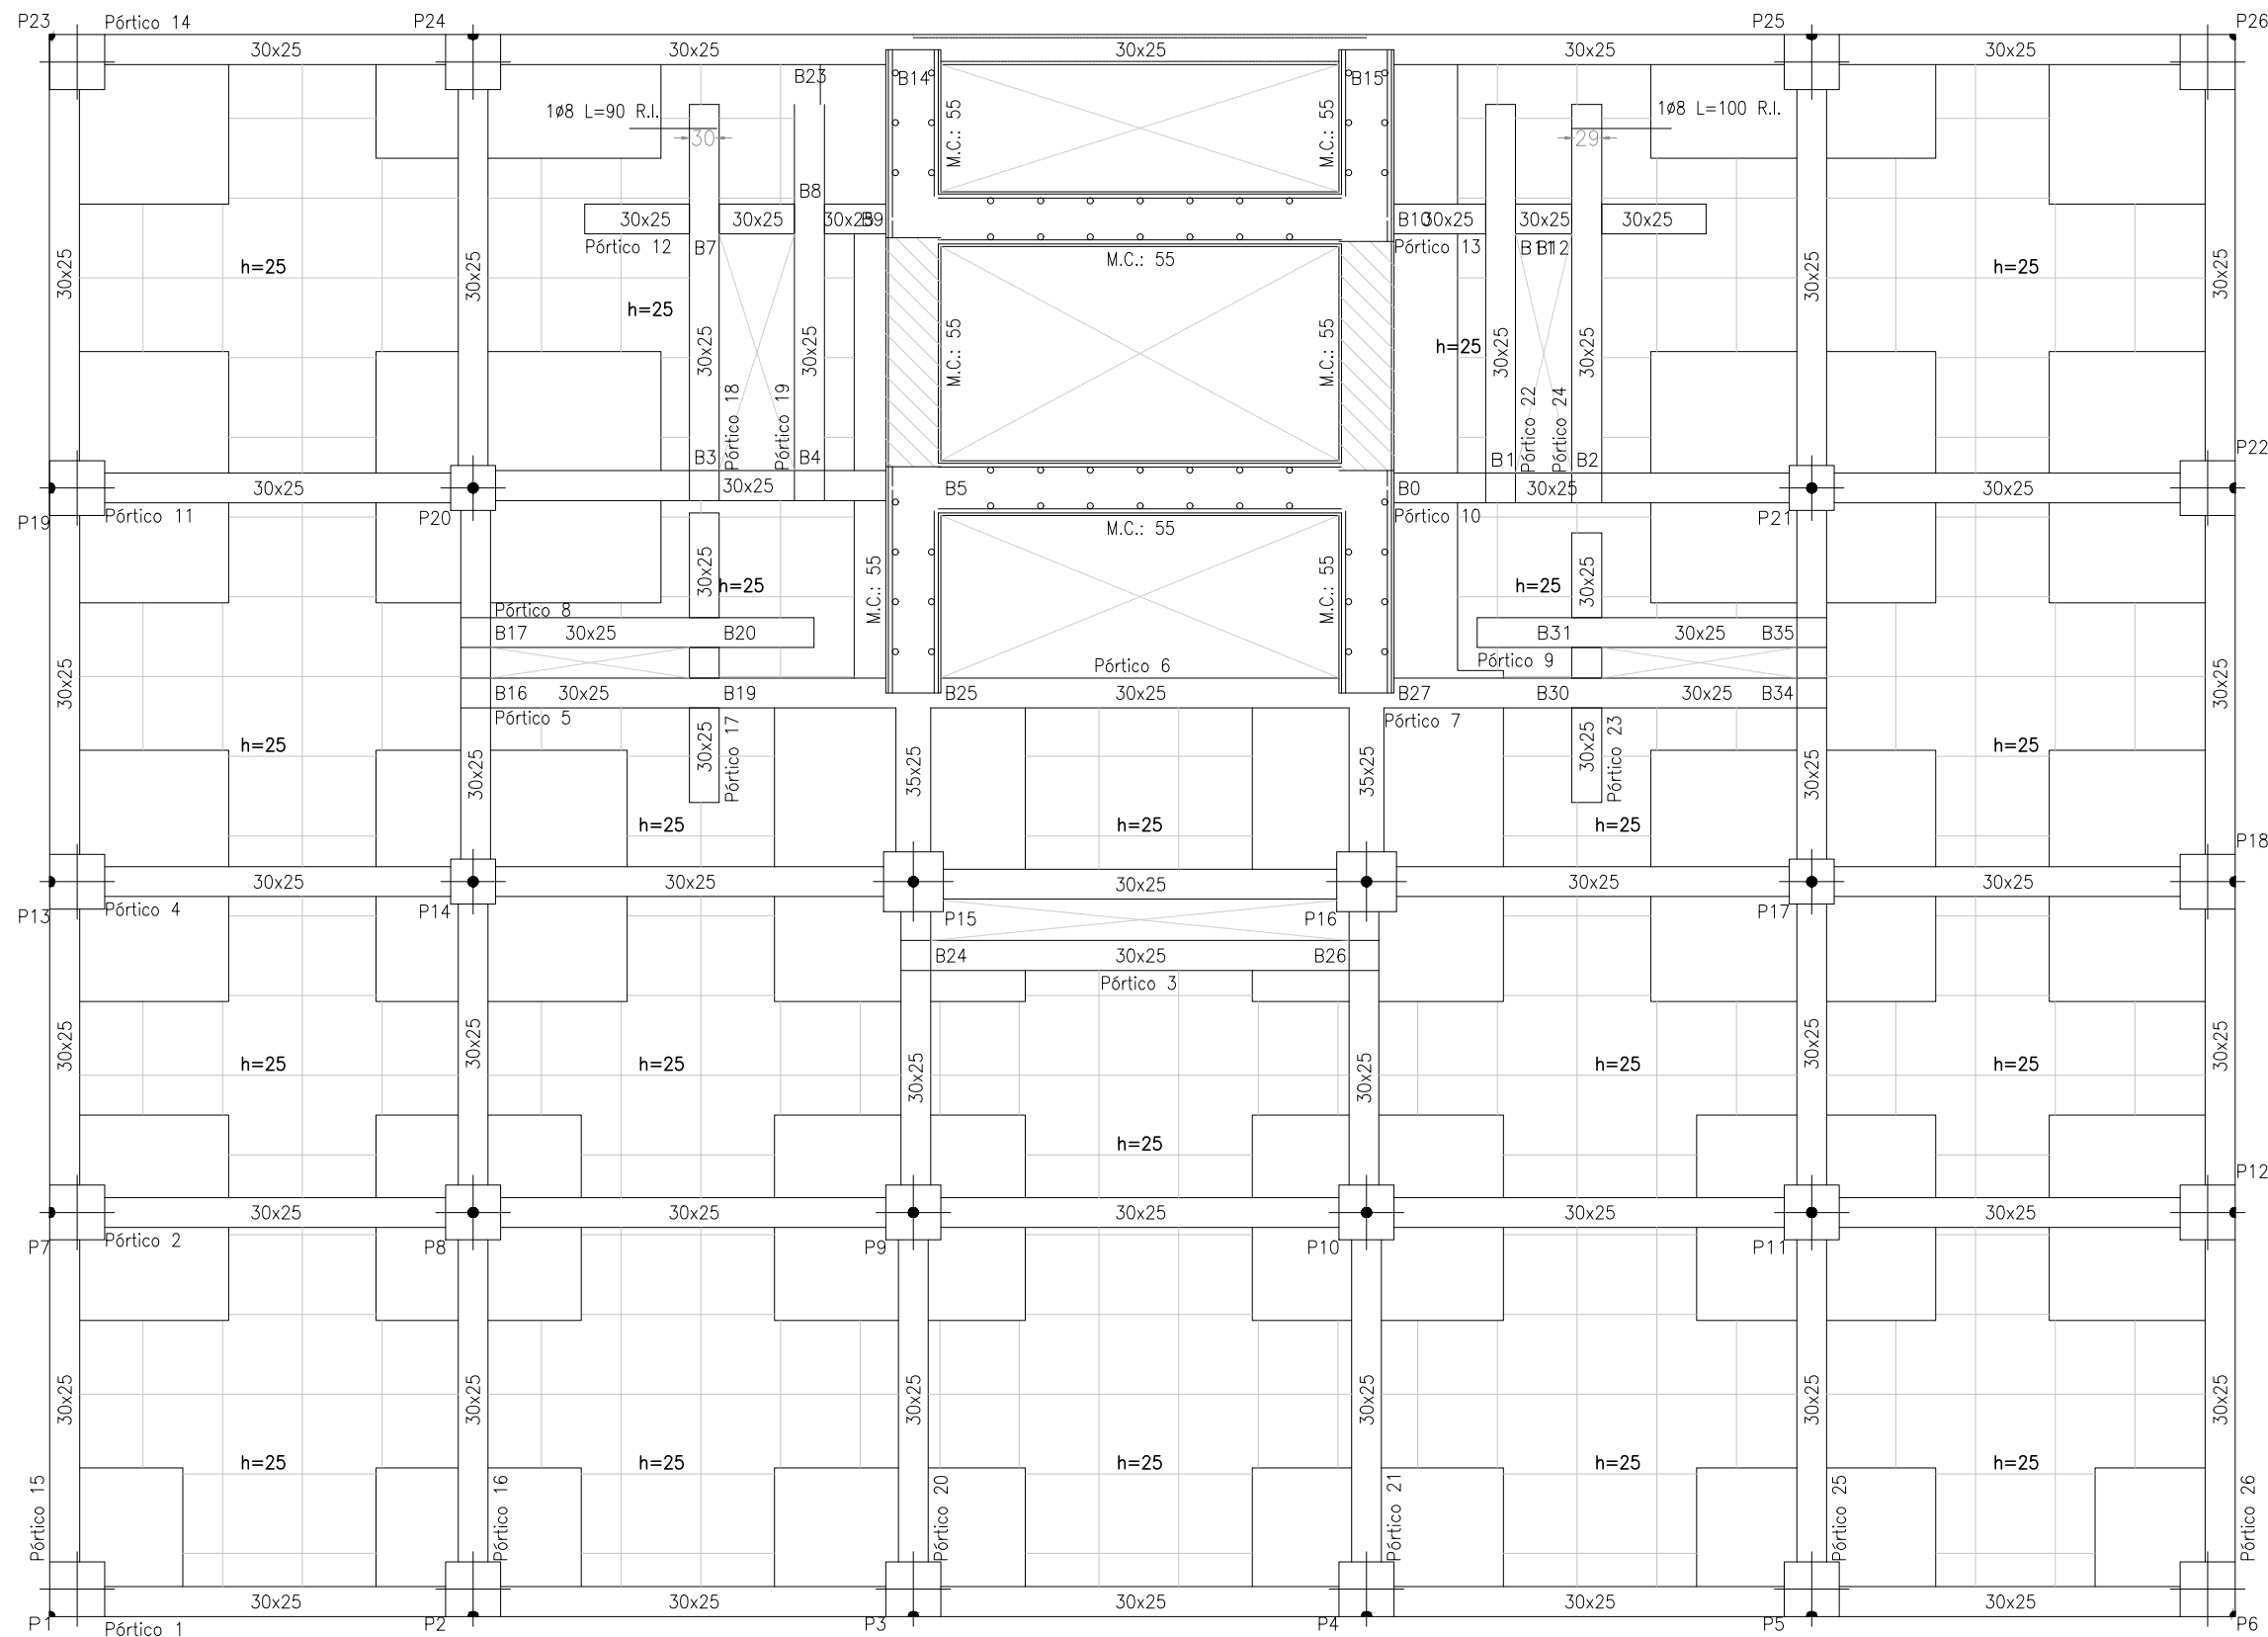 P23
Pórtico 14
P24
P25
P26
30x25
30x25
30x25
30x25
30x25
B23
B14
B15
1ø8 L=90 R.I.
1ø8 L=100 R.I.
30
29
M.C.: 55
M.C.: 55
B8
30x25
30x25
30x25
B9
B10
30x25
30x25
30x25
Pórtico 12
B7
Pórtico 13
B11
B12
M.C.: 55
30x25
h=25
30x25
h=25
30x25
30x25
M.C.: 55
M.C.: 55
h=25
30x25
30x25
30x25
h=25
30x25
Pórtico 18
Pórtico 19
Pórtico 22
Pórtico 24
B3
B4
B1
B2
P22
30x25
30x25
B5
B0
30x25
30x25
P19
Pórtico 11
P20
Pórtico 10
P21
M.C.: 55
30x25
h=25
M.C.: 55
M.C.: 55
h=25
30x25
Pórtico 8
B17
30x25
B20
B31
30x25
B35
Pórtico 6
Pórtico 9
30x25
B16
30x25
B19
B25
30x25
B27
B30
30x25
B34
30x25
Pórtico 5
Pórtico 7
h=25
30x25
30x25
Pórtico 17
35x25
35x25
30x25
Pórtico 23
30x25
h=25
h=25
h=25
h=25
P18
30x25
30x25
30x25
30x25
30x25
P13
Pórtico 4
P14
P15
P16
P17
B24
30x25
B26
Pórtico 3
30x25
h=25
30x25
h=25
30x25
30x25
h=25
30x25
h=25
30x25
h=25
P12
30x25
30x25
30x25
30x25
30x25
P7
Pórtico 2
P8
P9
P10
P11
30x25
30x25
30x25
30x25
30x25
30x25
h=25
h=25
h=25
h=25
h=25
Pórtico 15
Pórtico 16
Pórtico 20
Pórtico 21
Pórtico 25
Pórtico 26
30x25
30x25
30x25
30x25
30x25
P1
Pórtico 1
P2
P3
P4
P5
P6